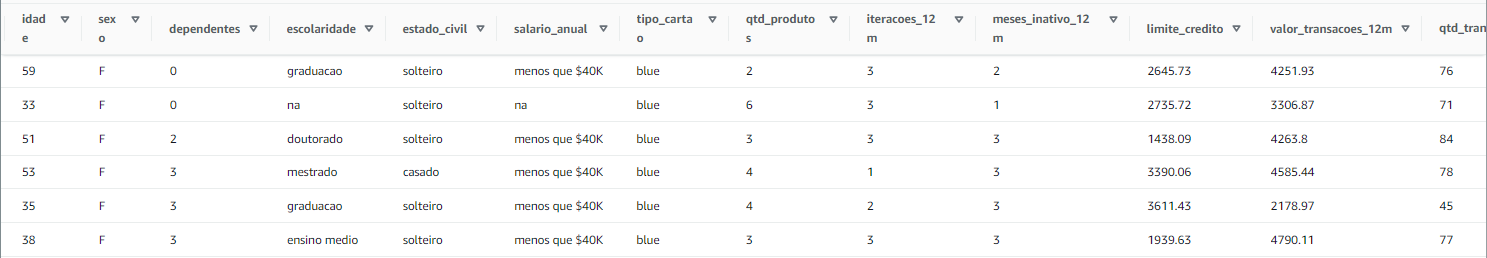 idade sexo dependentes escolaridade estado_civil salario_anual tipo_cartao qtd_produtos iteracoes_12m meses_inativo_12m limite_credito valor_transacoes_12m qtd_tran
59 F 0 graduacao solteiro menos que $40K blue 2 3 2 2645.73 4251.93 76
33 F 0 na solteiro na blue 6 3 1 2735.72 3306.87 71
51 F 2 doutorado solteiro menos que $40K blue 3 3 3 1438.09 4263.8 84
53 F 3 mestrado casado menos que $40K blue 4 1 3 3390.06 4585.44 78
35 F 3 graduacao solteiro menos que $40K blue 4 2 3 3611.43 2178.97 45
38 F 3 ensino medio solteiro menos que $40K blue 3 3 3 1939.63 4790.11 77